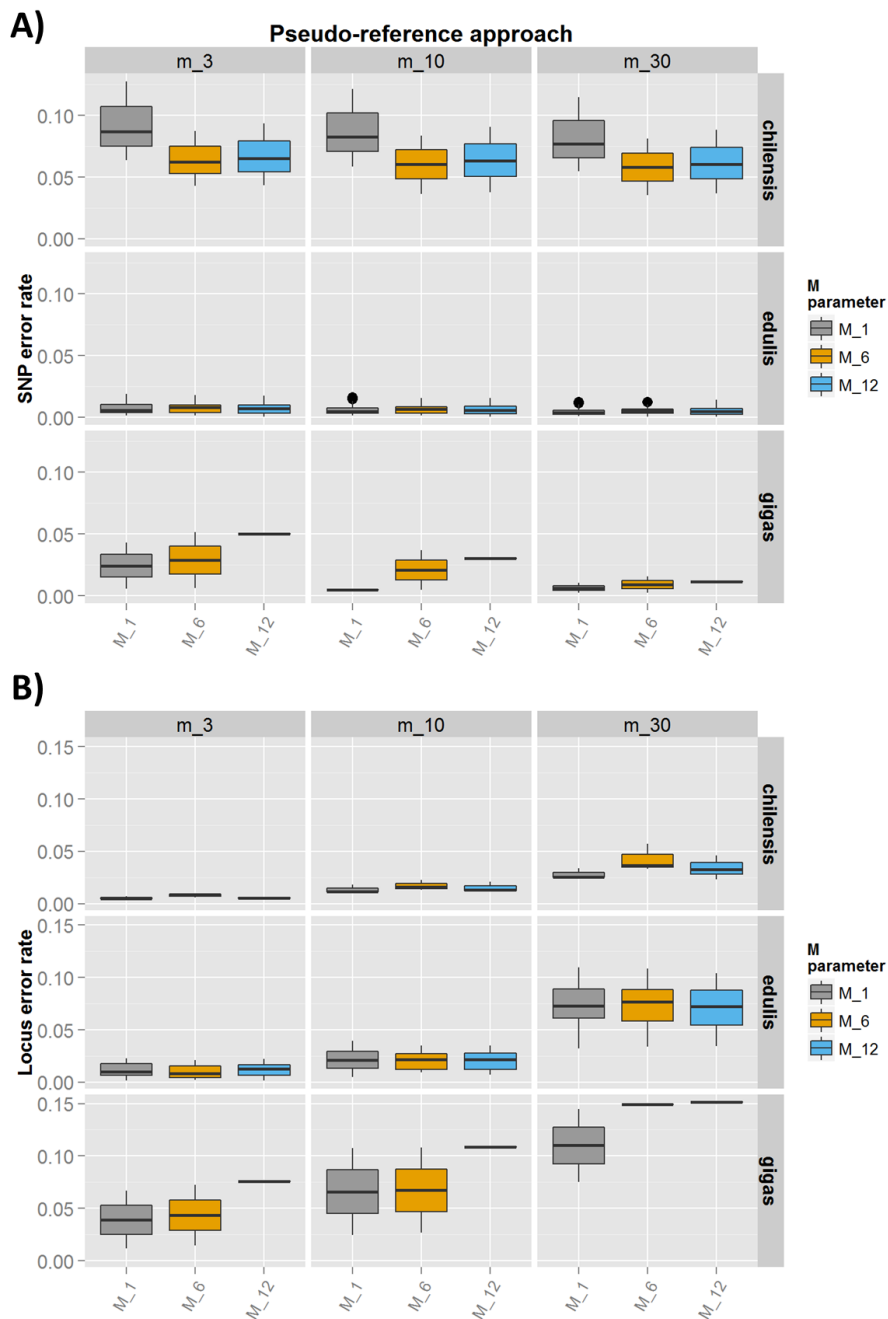 A)
Pseudo-reference approach
m_3 m_10 m_30
SNP error rate
0.10
0.05
0.00
chilensis
0.10
0.05
0.00
edulis
0.10
0.05
0.00
gigas
M_1 M_6 M_12 M_1 M_6 M_12 M_1 M_6 M_12
M
parameter
M_1
M_6
M_12
B)
m_3 m_10 m_30
Locus error rate
0.15
0.10
0.05
0.00
chilensis
0.15
0.10
0.05
0.00
edulis
0.15
0.10
0.05
0.00
gigas
M_1 M_6 M_12 M_1 M_6 M_12 M_1 M_6 M_12
M
parameter
M_1
M_6
M_12